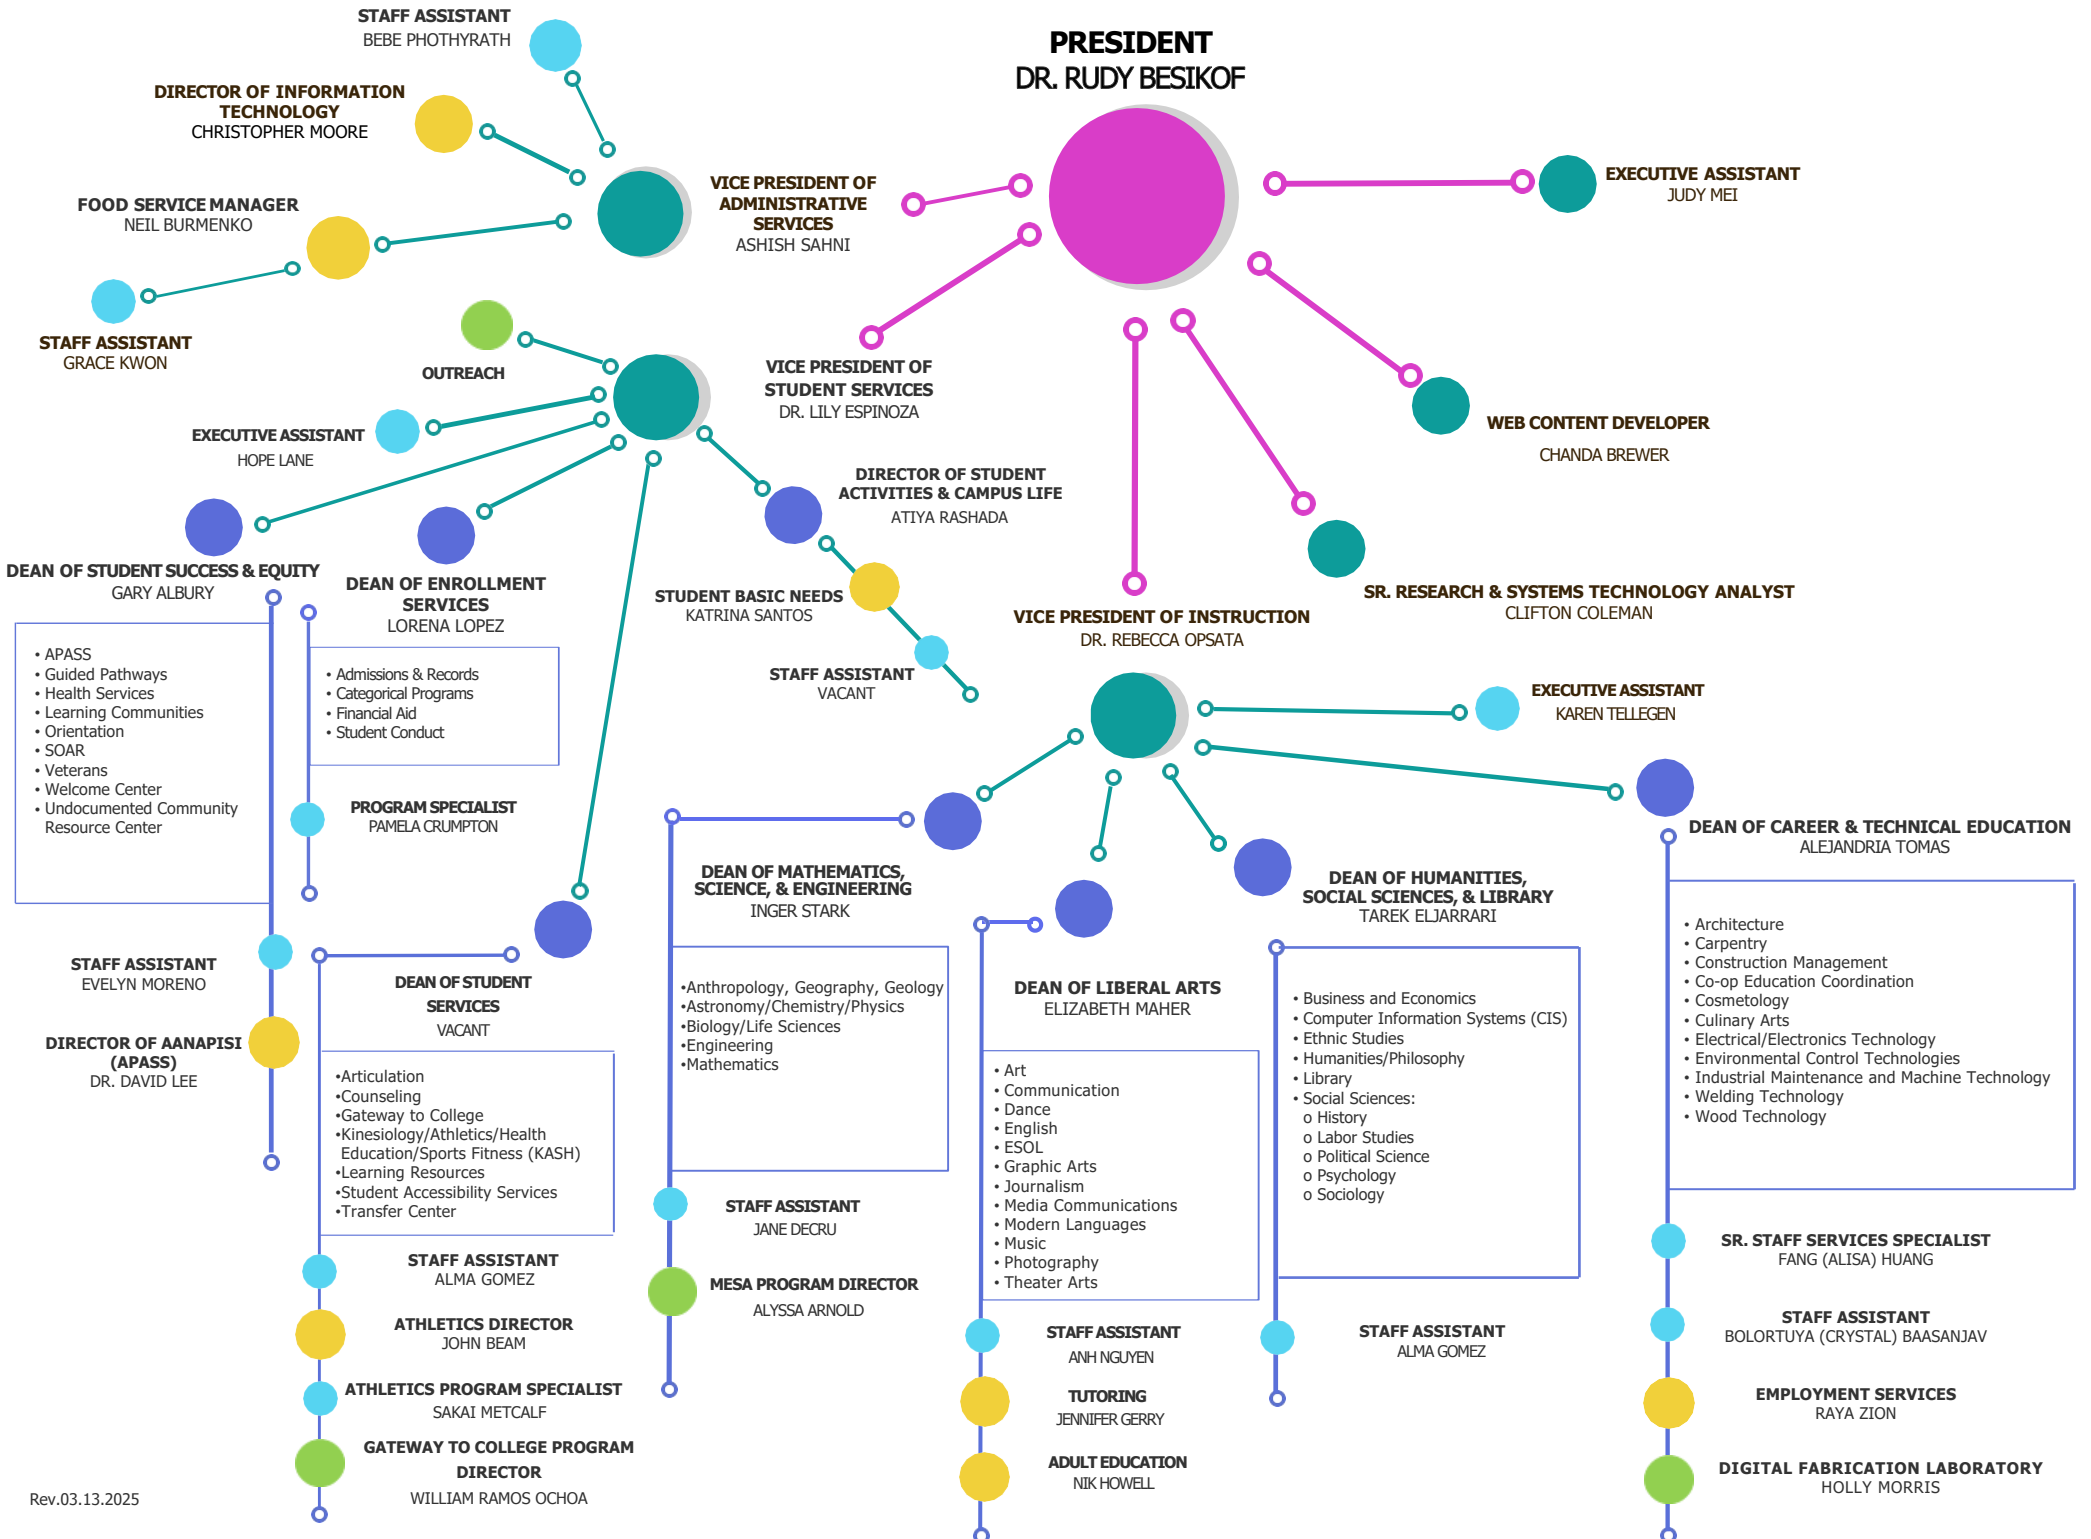 STAFF ASSISTANT
BEBE PHOTHYRATH
PRESIDENT
DR. RUDY BESIKOF
DIRECTOR OF INFORMATION
TECHNOLOGY
CHRISTOPHER MOORE
FOOD SERVICE MANAGER
NEIL BURMENKO
STAFF ASSISTANT
GRACE KWON
VICE PRESIDENT OF
ADMINISTRATIVE
SERVICES
ASHISH SAHNI
EXECUTIVE ASSISTANT
JUDY MEI
OUTREACH
VICE PRESIDENT OF
STUDENT SERVICES
DR. LILY ESPINOZA
WEB CONTENT DEVELOPER
CHANDA BREWER
EXECUTIVE ASSISTANT
HOPE LANE
DIRECTOR OF STUDENT
ACTIVITIES & CAMPUS LIFE
ATIYA RASHADA
DEAN OF STUDENT SUCCESS & EQUITY
GARY ALBURY
DEAN OF ENROLLMENT
SERVICES
LORENA LOPEZ
STUDENT BASIC NEEDS
KATRINA SANTOS
STAFF ASSISTANT
VACANT
SR. RESEARCH & SYSTEMS TECHNOLOGY ANALYST
CLIFTON COLEMAN
VICE PRESIDENT OF INSTRUCTION
DR. REBECCA OPSATA
EXECUTIVE ASSISTANT
KAREN TELLEGEN
• APASS
• Guided Pathways
• Health Services
• Learning Communities
• Orientation
• SOAR
• Veterans
• Welcome Center
• Undocumented Community
Resource Center
• Admissions & Records
• Categorical Programs
• Financial Aid
• Student Conduct
PROGRAM SPECIALIST
PAMELA CRUMPTON
STAFF ASSISTANT
EVELYN MORENO
DIRECTOR OF AANAPISI
(APASS)
DR. DAVID LEE
DEAN OF STUDENT
SERVICES
VACANT
•Articulation
•Counseling
•Gateway to College
•Kinesiology/Athletics/Health
Education/Sports Fitness (KASH)
•Learning Resources
•Student Accessibility Services
•Transfer Center
STAFF ASSISTANT
ALMA GOMEZ
ATHLETICS DIRECTOR
JOHN BEAM
ATHLETICS PROGRAM SPECIALIST
SAKAI METCALF
GATEWAY TO COLLEGE PROGRAM
DIRECTOR
WILLIAM RAMOS OCHOA
DEAN OF MATHEMATICS,
SCIENCE, & ENGINEERING
INGER STARK
•Anthropology, Geography, Geology
•Astronomy/Chemistry/Physics
•Biology/Life Sciences
•Engineering
•Mathematics
STAFF ASSISTANT
JANE DECRU
MESA PROGRAM DIRECTOR
ALYSSA ARNOLD
DEAN OF LIBERAL ARTS
ELIZABETH MAHER
• Art
• Communication
• Dance
• English
• ESOL
• Graphic Arts
• Journalism
• Media Communications
• Modern Languages
• Music
• Photography
• Theater Arts
STAFF ASSISTANT
ANH NGUYEN
TUTORING
JENNIFER GERRY
ADULT EDUCATION
NIK HOWELL
DEAN OF HUMANITIES,
SOCIAL SCIENCES, & LIBRARY
TAREK ELJARRARI
• Business and Economics
• Computer Information Systems (CIS)
• Ethnic Studies
• Humanities/Philosophy
• Library
• Social Sciences:
o History
o Labor Studies
o Political Science
o Psychology
o Sociology
STAFF ASSISTANT
ALMA GOMEZ
DEAN OF CAREER & TECHNICAL EDUCATION
ALEJANDRIA TOMAS
• Architecture
• Carpentry
• Construction Management
• Co-op Education Coordination
• Cosmetology
• Culinary Arts
• Electrical/Electronics Technology
• Environmental Control Technologies
• Industrial Maintenance and Machine Technology
• Welding Technology
• Wood Technology
SR. STAFF SERVICES SPECIALIST
FANG (ALISA) HUANG
STAFF ASSISTANT
BOLORTUYA (CRYSTAL) BAASANJAV
EMPLOYMENT SERVICES
RAYA ZION
DIGITAL FABRICATION LABORATORY
HOLLY MORRIS
Rev.03.13.2025